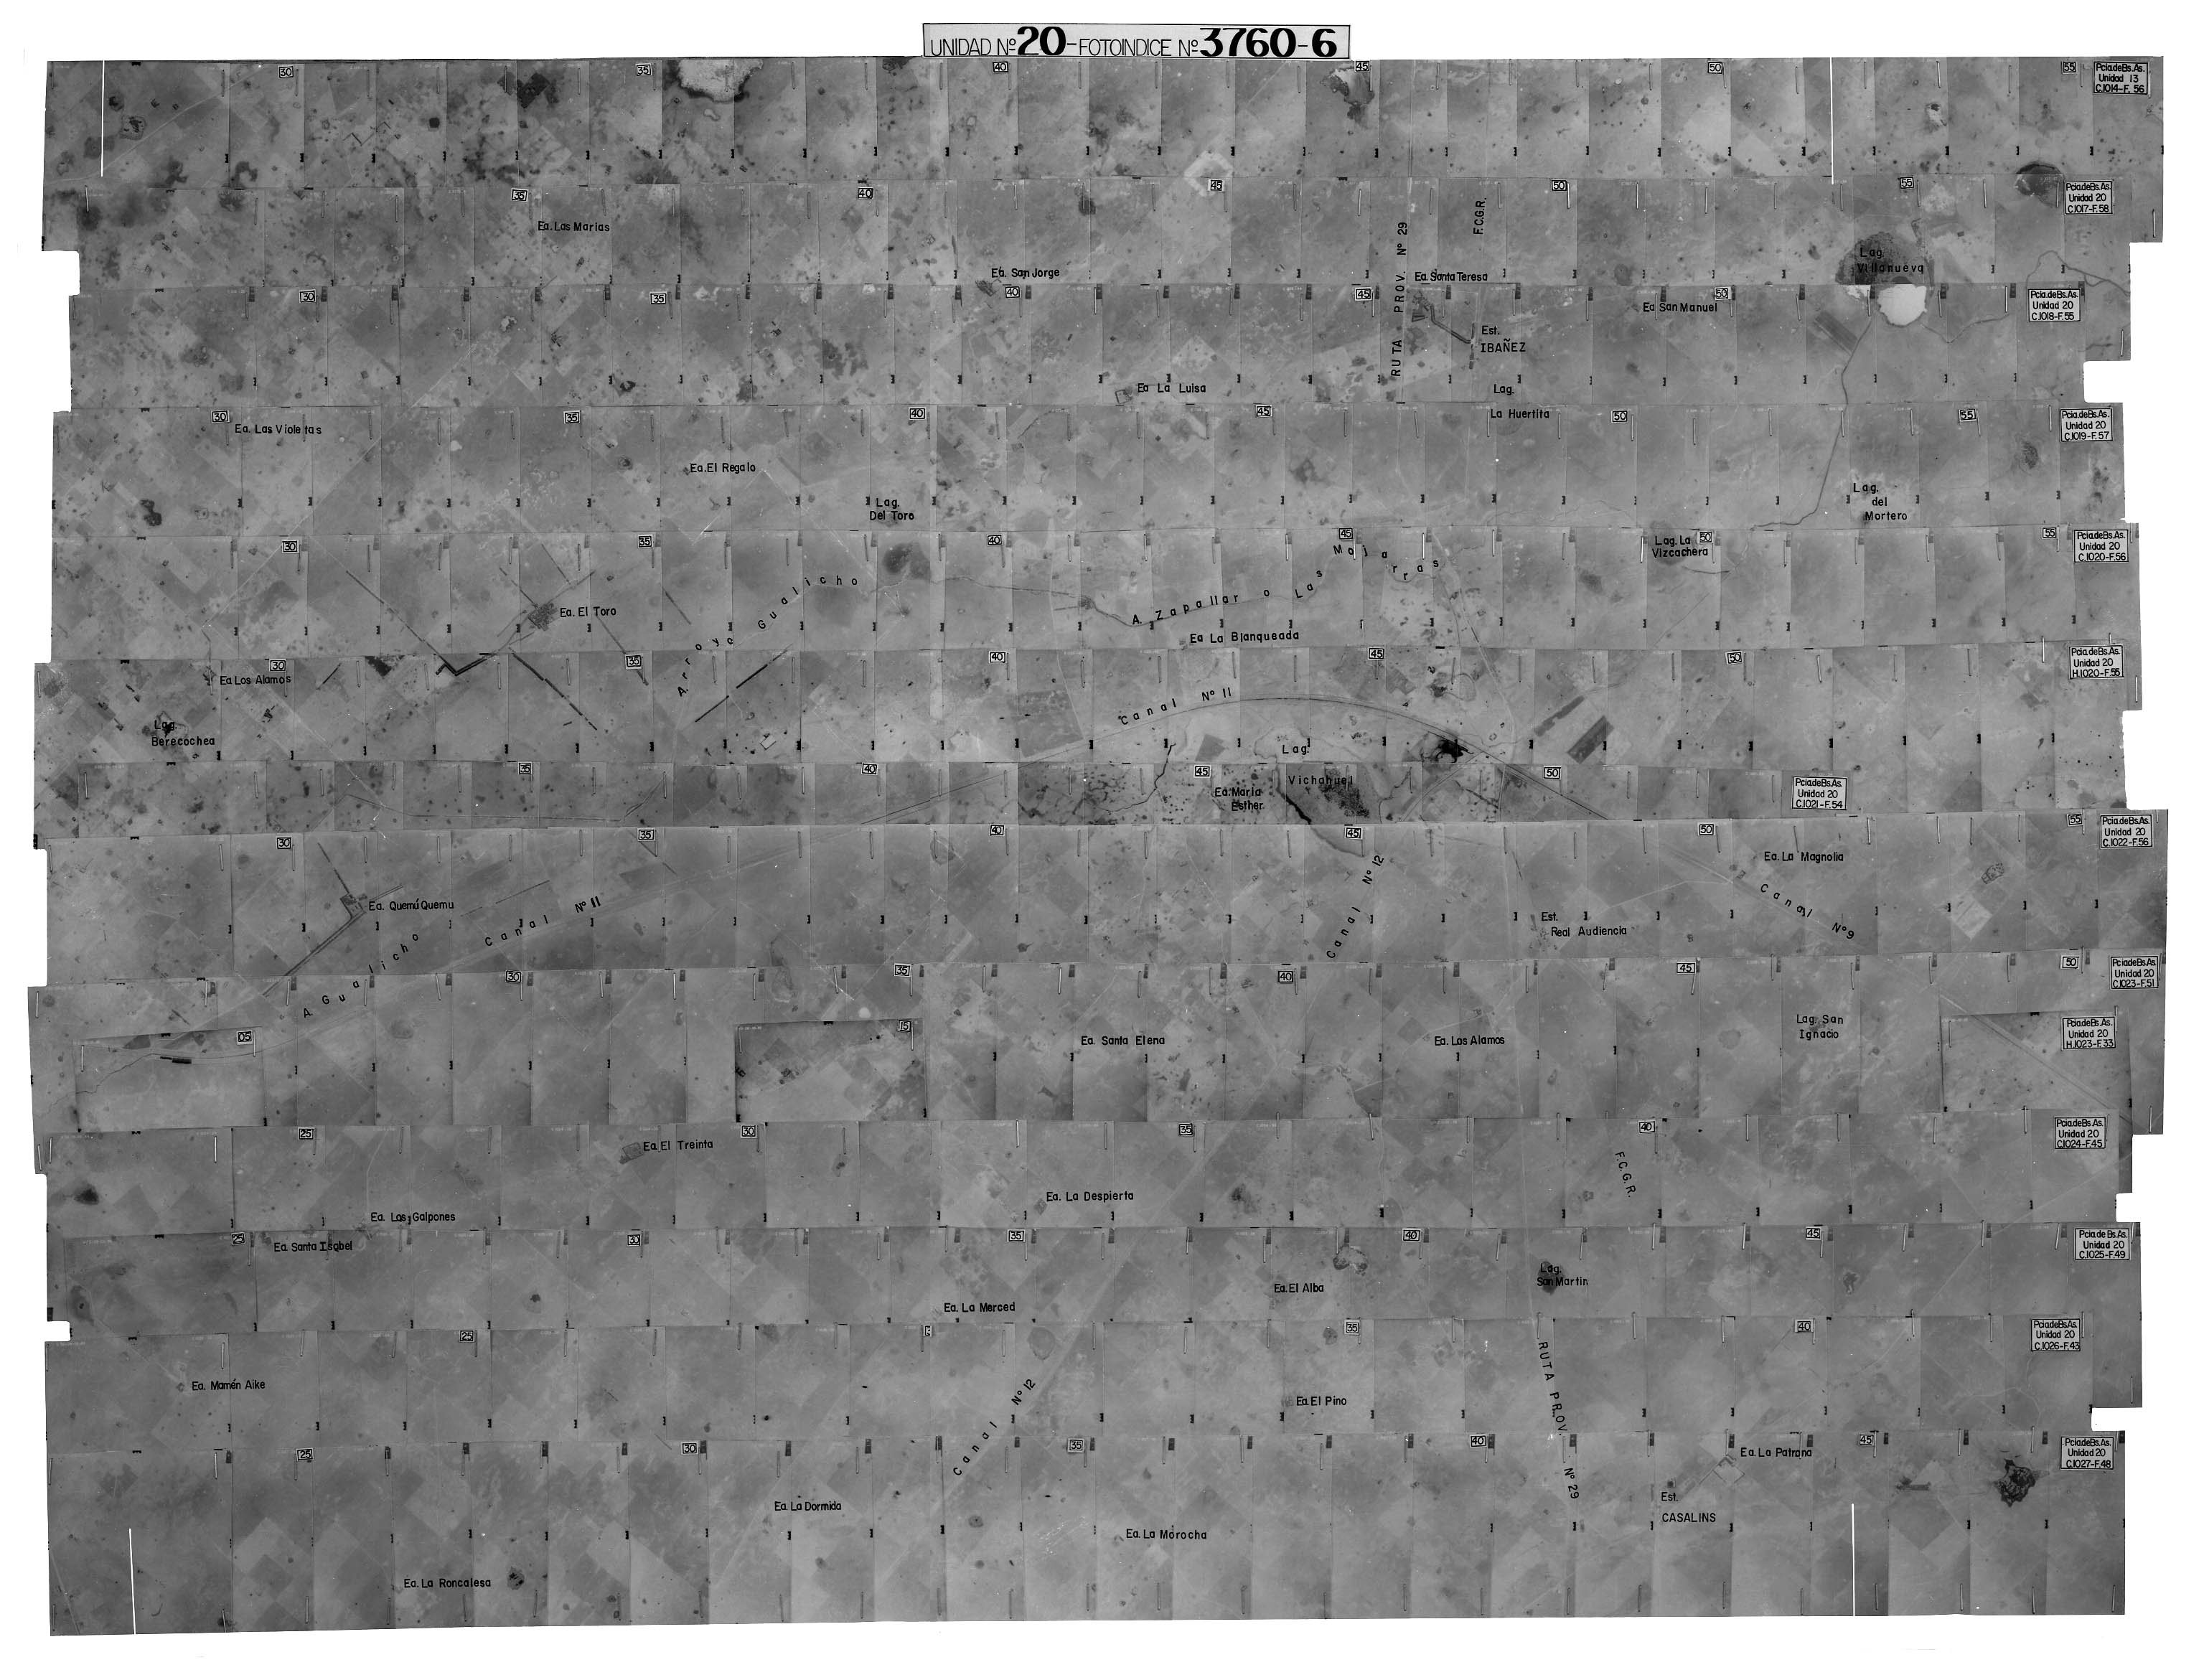 UNIDAD Nº 20 - FOTOINDICE Nº 3760-6
30 35 40 45 50 55
Pcia.de Bs.As.
Unidad 13
C.1014-F.56
35 40 45 50 55
Pcia.de Bs.As.
Unidad 20
C.1017-F.58
Ea. Las Marias
RUTA PROV. Nº 29
F.C.G.R.
Lag.
Villanueva
Ea. San Jorge
Ea. Santa Teresa
30 35 40 45 50
Pcia.de Bs.As.
Unidad 20
C.1018-F.55
Ea San Manuel
Est.
IBAÑEZ
Ea La Luisa
Lag.
La Huertita
30 35 40 45 50 55
Pcia.de Bs.As.
Unidad 20
C.1019-F.57
Ea. Las Violetas
Ea. El Regalo
Lag.
Del Toro
Lag.
del
Mortero
30 35 40 45 50 55
Pcia.de Bs.As.
Unidad 20
C.1020-F.56
Lag. La
Vizcachera
Ea. El Toro
Arroyo Gualicho
A. Zapallar o Las Mojarras
Ea La Blanqueada
30 35 40 45 50
Pcia.de Bs.As.
Unidad 20
H.1020-F.55
Ea Los Alamos
Canal Nº 11
Lag.
Berecochea
Lag.
Vichahuel
35 40 45 50
Pcia.de Bs.As.
Unidad 20
C.1021-F.54
Ea. María
Esther
30 35 40 45 50 55
Pcia.de Bs.As.
Unidad 20
C.1022-F.56
Ea. La Magnolia
Canal Nº 12
Canal Nº 9
Ea. Quemú Quemu
Canal Nº 11
Est.
Real Audiencia
A. Gualicho
30 35 40 45 50
Pcia.de Bs.As.
Unidad 20
C.1023-F.51
05 15
Pcia.de Bs.As.
Unidad 20
H.1023-F.33
Ea. Santa Elena
Ea. Los Alamos
Lag. San
Ignacio
25 30 35 40
Pcia.de Bs.As.
Unidad 20
C.1024-F.45
Ea. El Treinta
F.C.G.R.
Ea. La Despierta
Ea. Los Galpones
25 30 35 40 45
Pcia.de Bs.As.
Unidad 20
C.1025-F.49
Ea. Santa Isabel
Lag.
San Martin
Ea. El Alba
Ea. La Merced
25 35 40
Pcia.de Bs.As.
Unidad 20
C.1026-F.43
Ea. Mamén Aike
Canal Nº 12
Ea. El Pino
RUTA PROV. Nº 29
25 30 35 40 45
Pcia.de Bs.As.
Unidad 20
C.1027-F.48
Ea. La Patrona
Ea. La Dormida
Est.
CASALINS
Ea. La Morocha
Ea. La Roncalesa